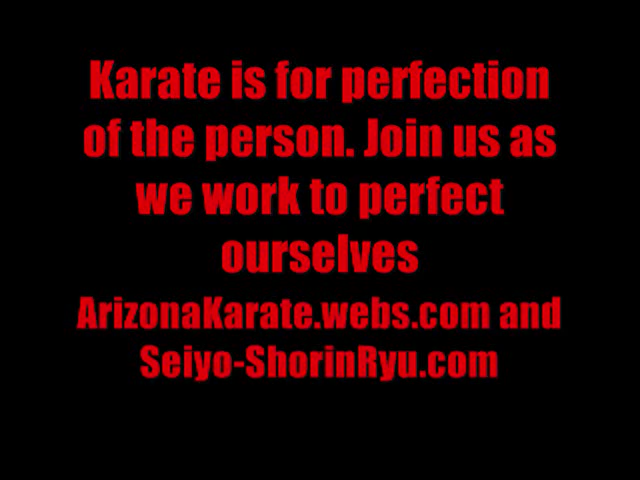 Karate is for perfection
of the person. Join us as
we work to perfect
ourselves
ArizonaKarate.webs.com and
Seiyo-ShorinRyu.com